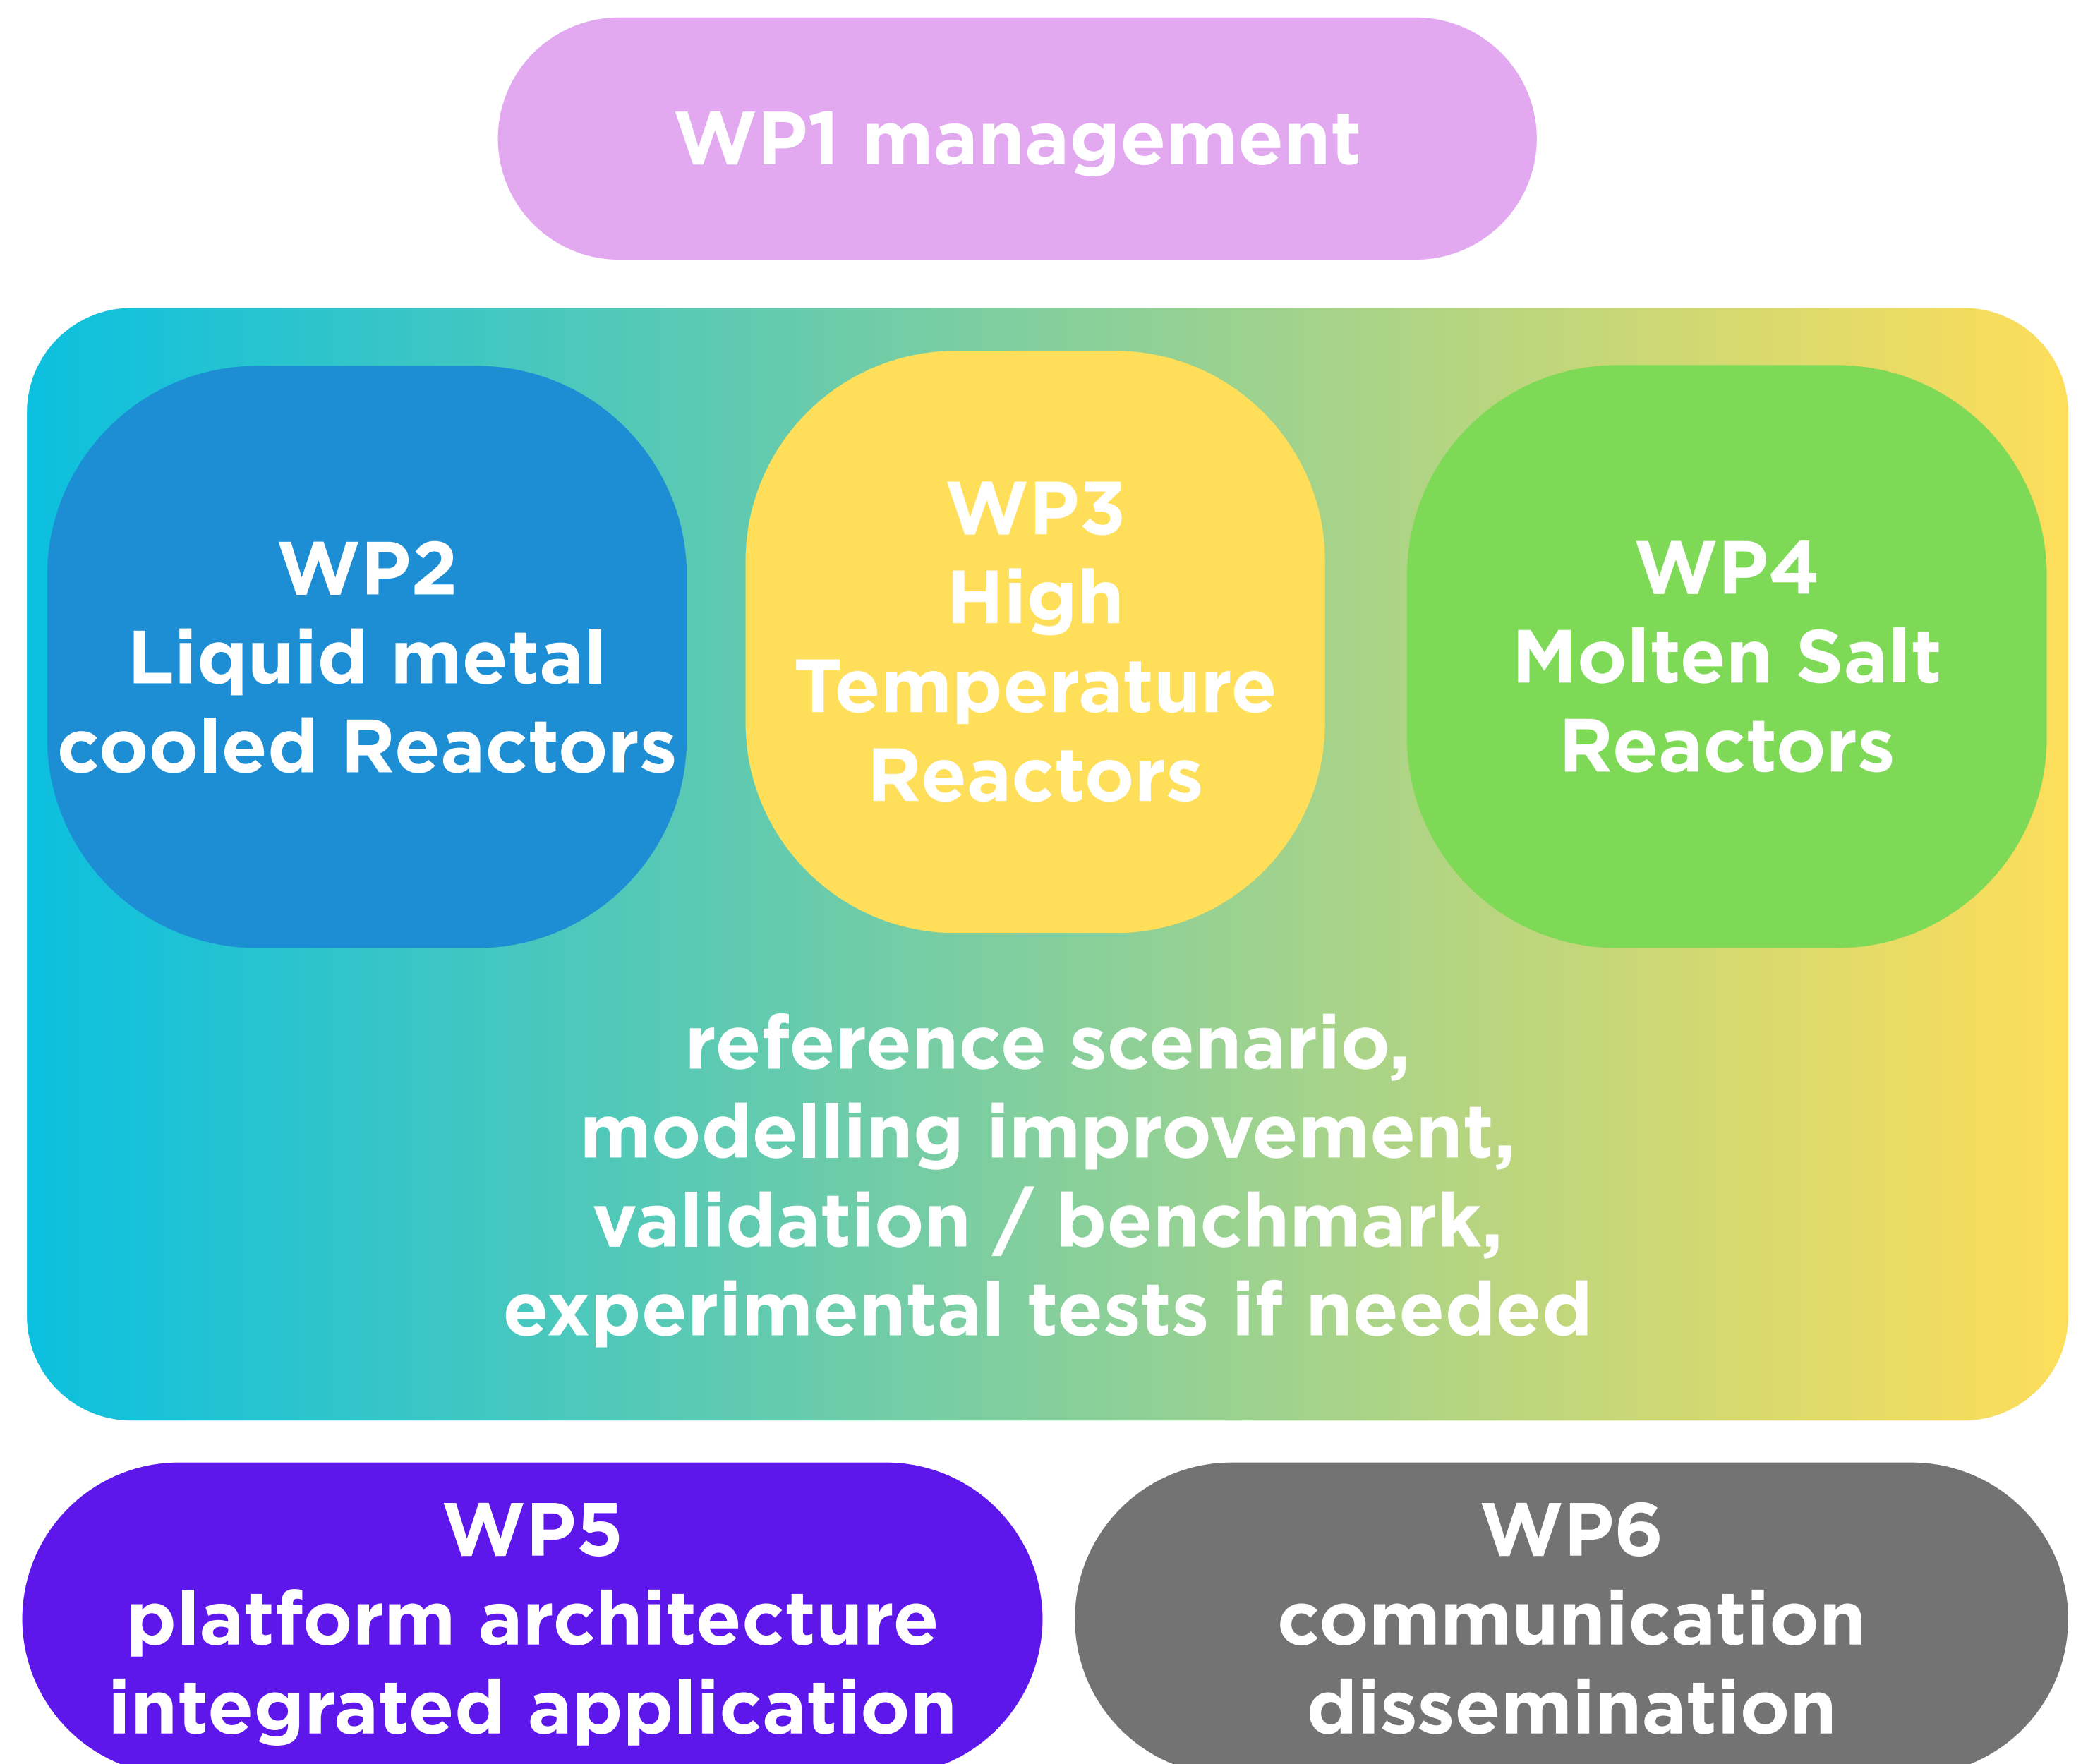 WP1 management
WP2
Liquid metal
cooled Reactors
WP3
High
Temperature
Reactors
WP4
Molten Salt
Reactors
reference scenario,
modelling improvement,
validation / benchmark,
experimental tests if needed
WP5
platform architecture
integrated application
WP6
communication
dissemination